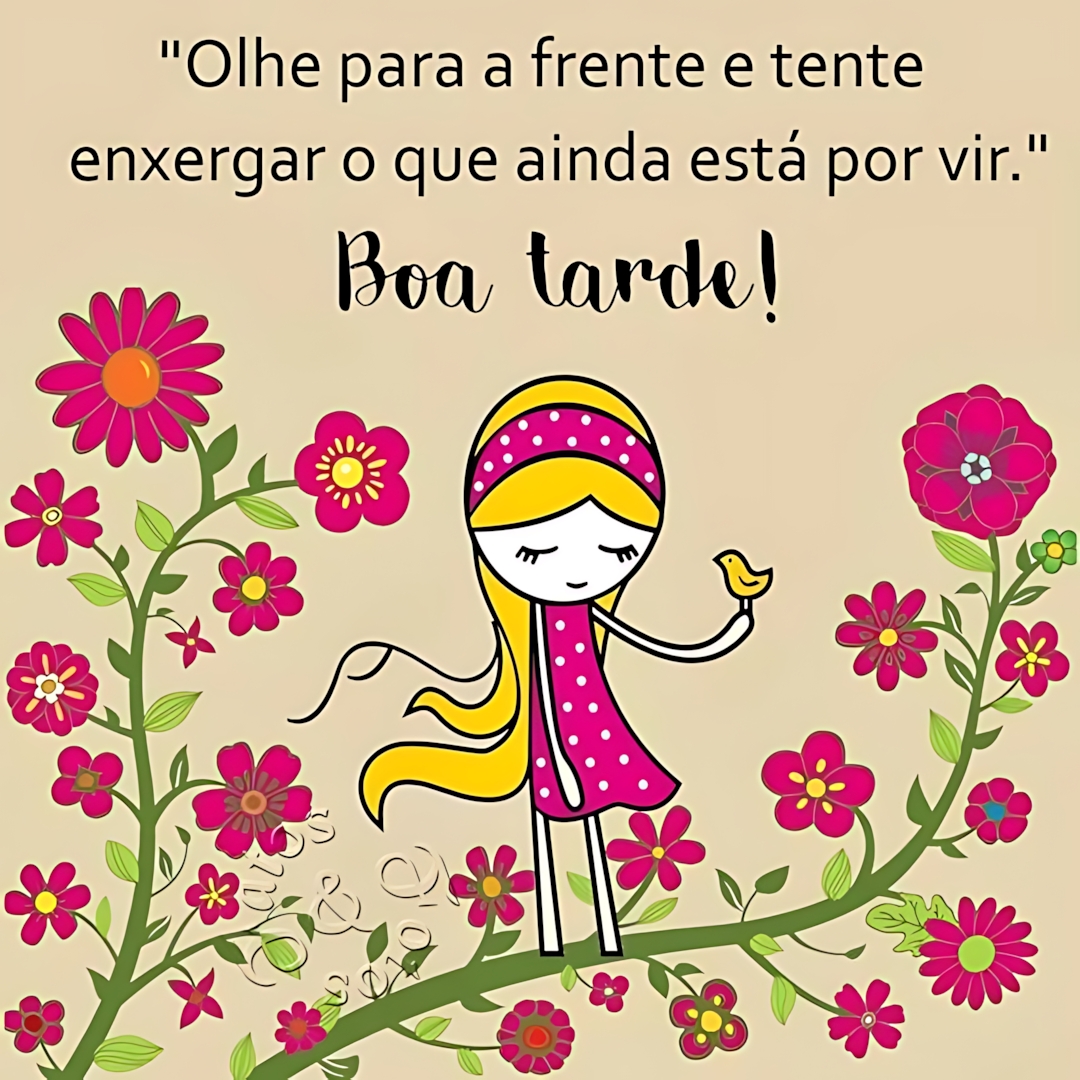 "Olhe para a frente e tente
enxergar o que ainda está por vir."
Boa tarde!